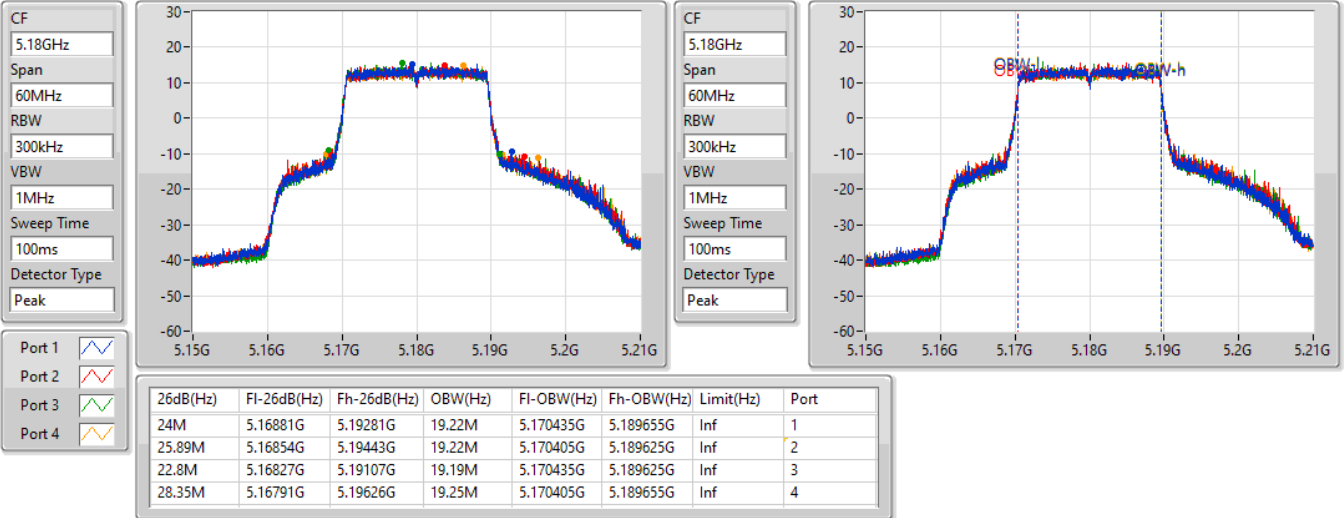 CF
5.18GHz
Span
60MHz
RBW
300kHz
VBW
1MHz
Sweep Time
100ms
Detector Type
Peak
30
20
10
0
-10
-20
-30
-40
-50
-60
5.15G 5.16G 5.17G 5.18G 5.19G 5.2G 5.21G
CF
5.18GHz
Span
60MHz
RBW
300kHz
VBW
1MHz
Sweep Time
100ms
Detector Type
Peak
30
20
10
0
-10
-20
-30
-40
-50
-60
OBW-l
OBW-h
5.15G 5.16G 5.17G 5.18G 5.19G 5.2G 5.21G
Port 1
Port 2
Port 3
Port 4
26dB(Hz) Fl-26dB(Hz) Fh-26dB(Hz) OBW(Hz) Fl-OBW(Hz) Fh-OBW(Hz) Limit(Hz) Port
24M 5.16881G 5.19281G 19.22M 5.170435G 5.189655G Inf 1
25.89M 5.16854G 5.19443G 19.22M 5.170405G 5.189625G Inf 2
22.8M 5.16827G 5.19107G 19.19M 5.170435G 5.189625G Inf 3
28.35M 5.16791G 5.19626G 19.25M 5.170405G 5.189655G Inf 4